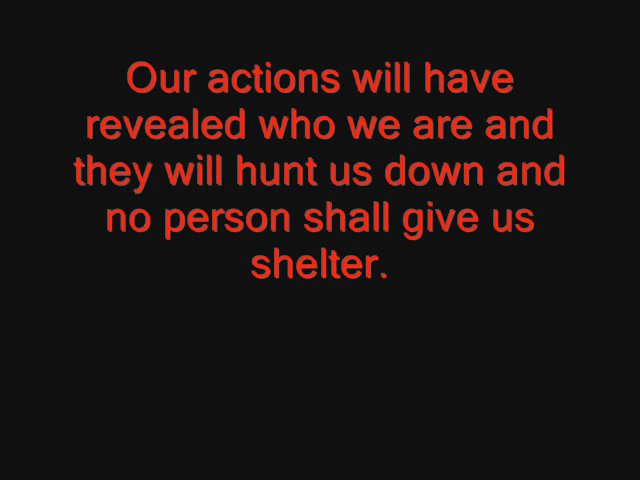 Our actions will have
revealed who we are and
they will hunt us down and
no person shall give us
shelter.